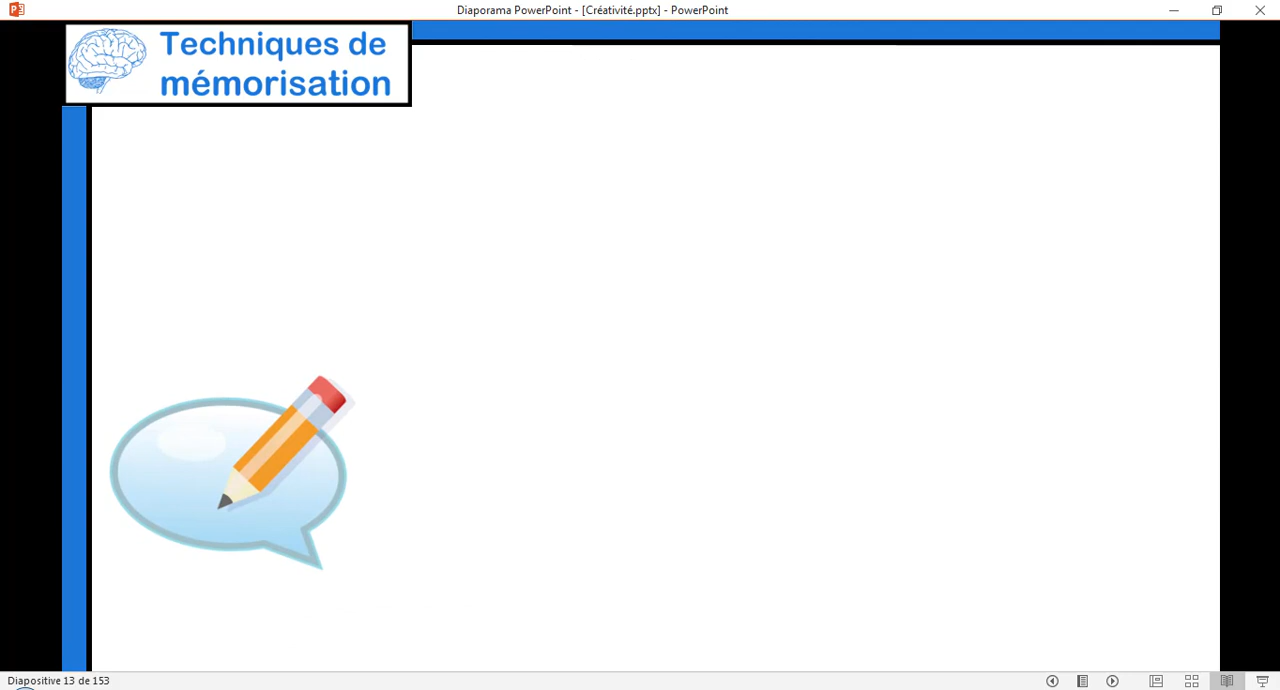 Diaporama PowerPoint - [Créativité.pptx] - PowerPoint
Techniques de
mémorisation
Diapositive 13 de 153